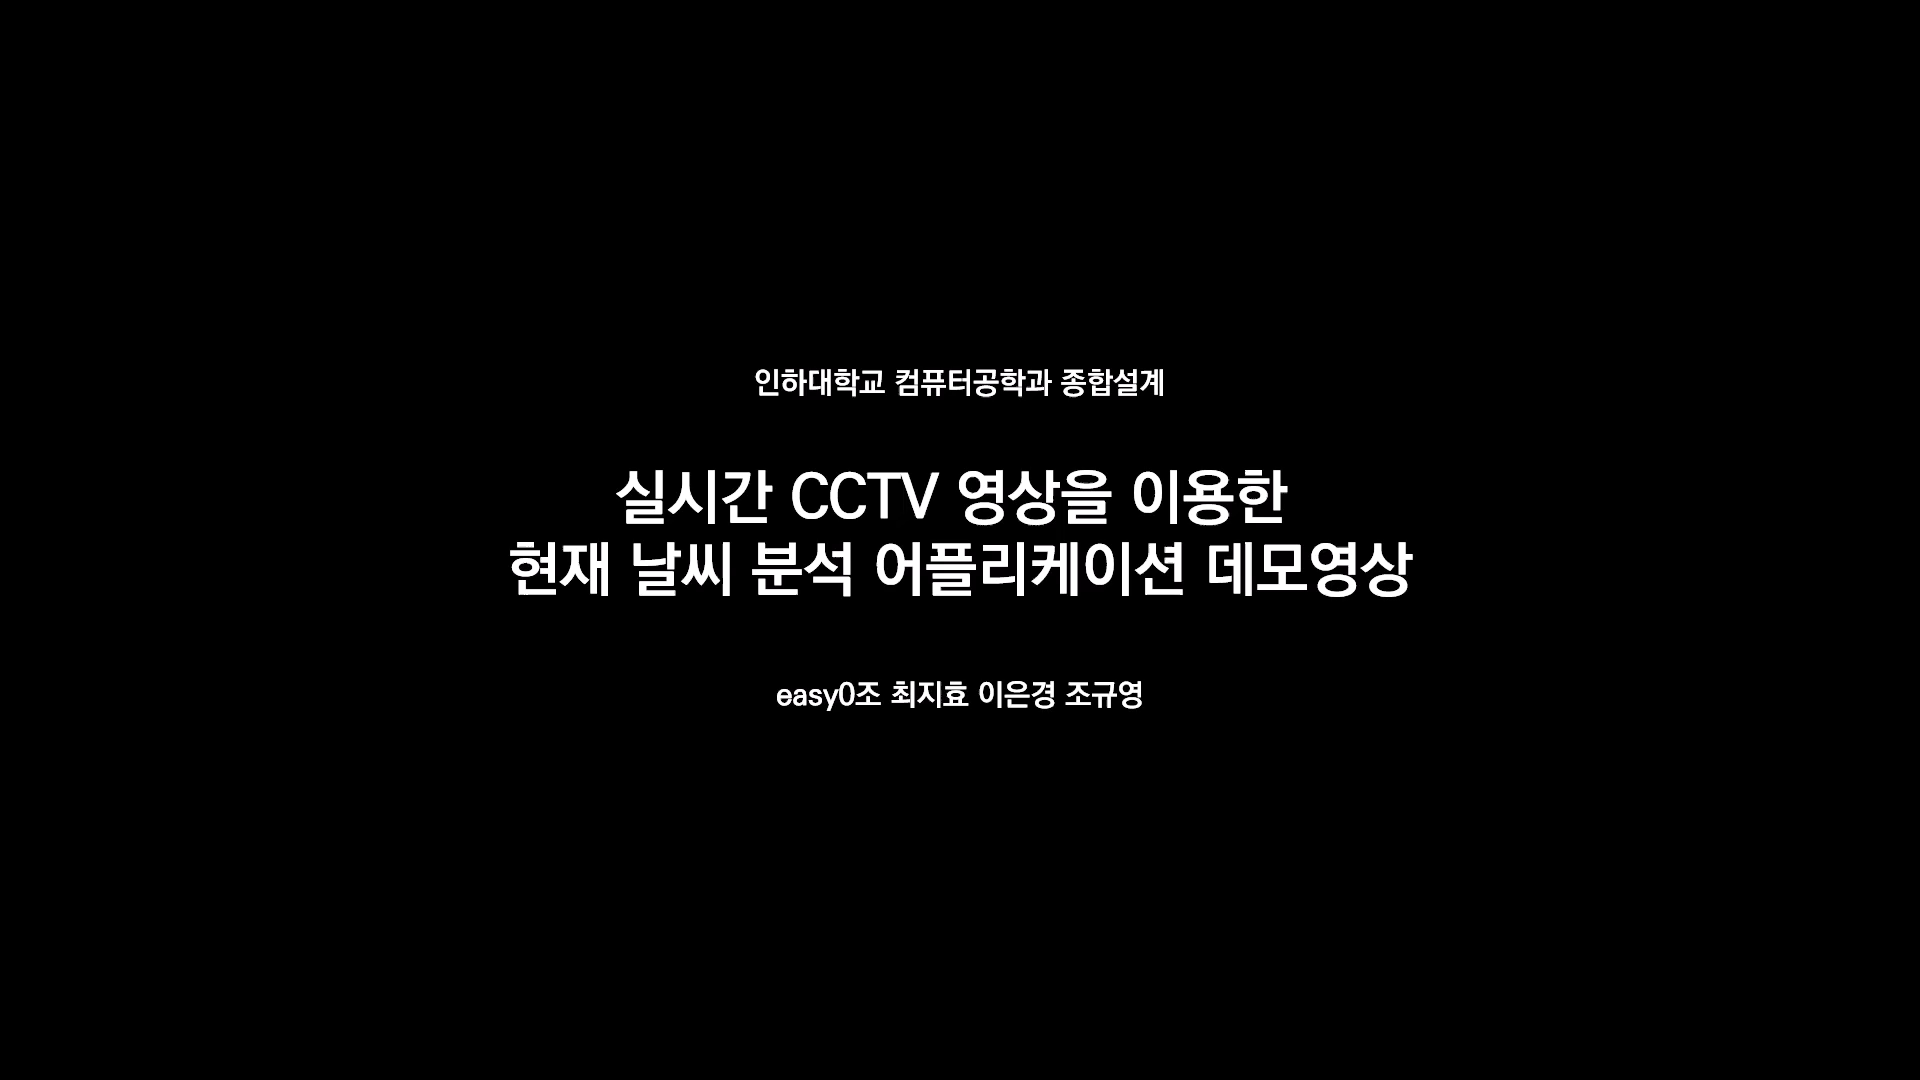 인하대학교 컴퓨터공학과 종합설계
실시간 CCTV 영상을 이용한
현재 날씨 분석 어플리케이션 데모영상
easy0조 최지효 이은경 조규영